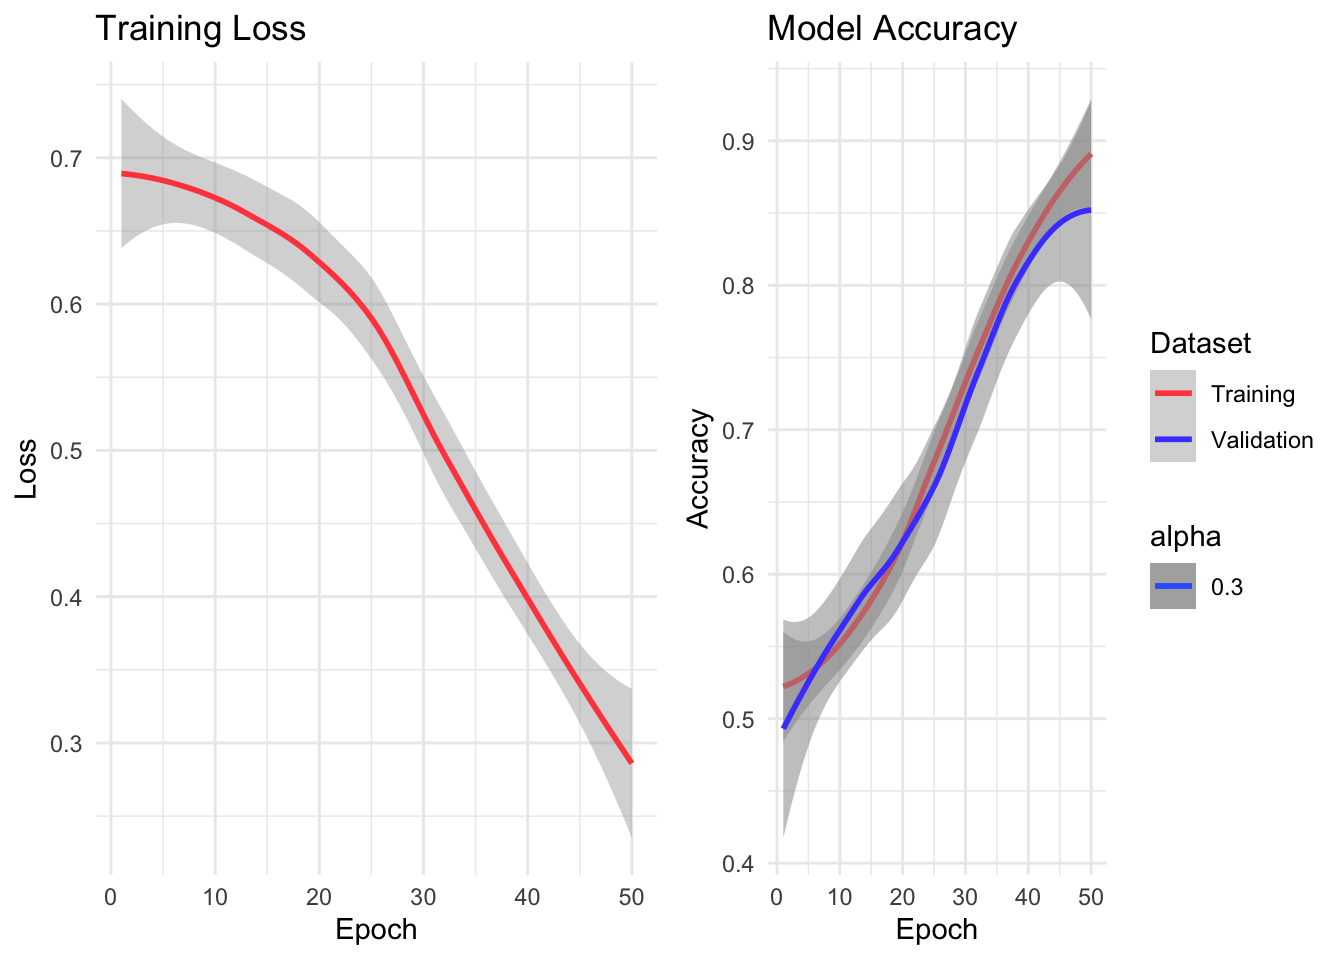 Training Loss
Loss
0.7
0.6
0.5
0.4
0.3
0 10 20 30 40 50
Epoch
Model Accuracy
Accuracy
0.9
0.8
0.7
0.6
0.5
0.4
0 10 20 30 40 50
Epoch
Dataset
Training
Validation
alpha
0.3